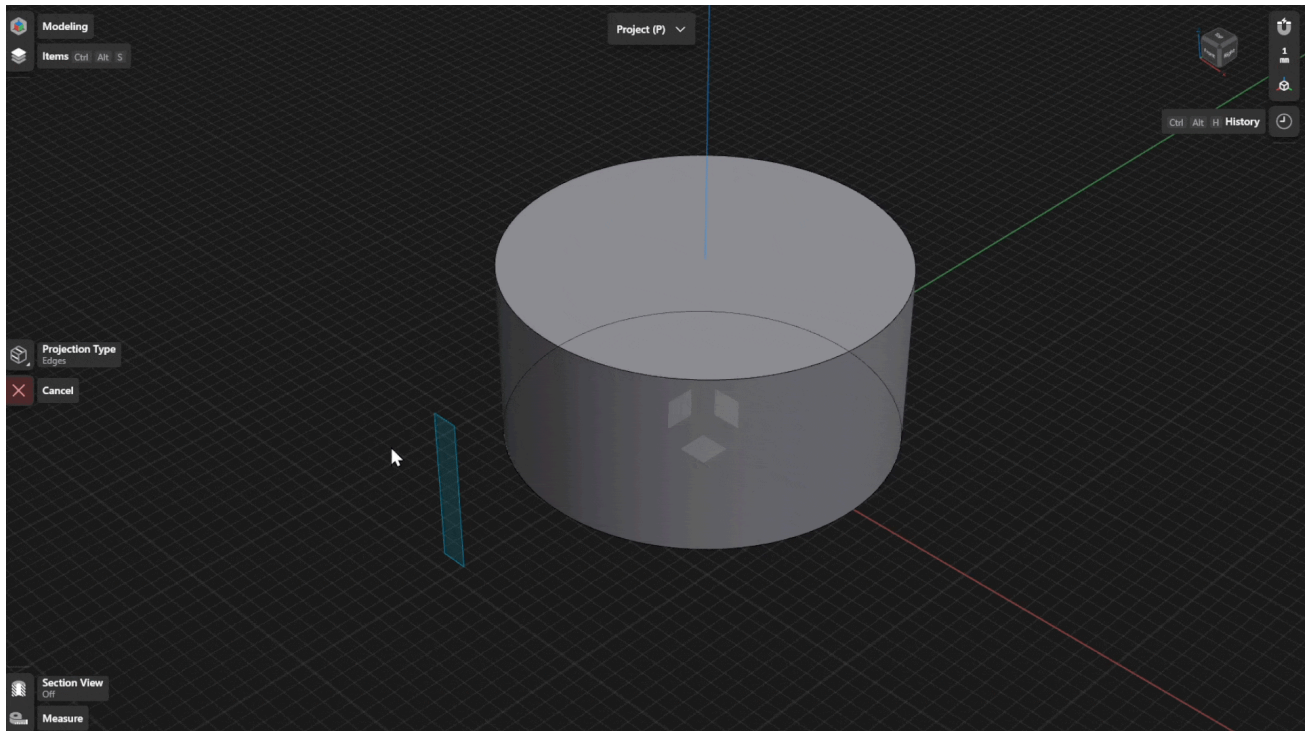 Modeling
Project (P)
Items Ctrl Alt S
1
mm
Ctrl Alt H History
Projection Type
Edges
Cancel
Section View
Off
Measure